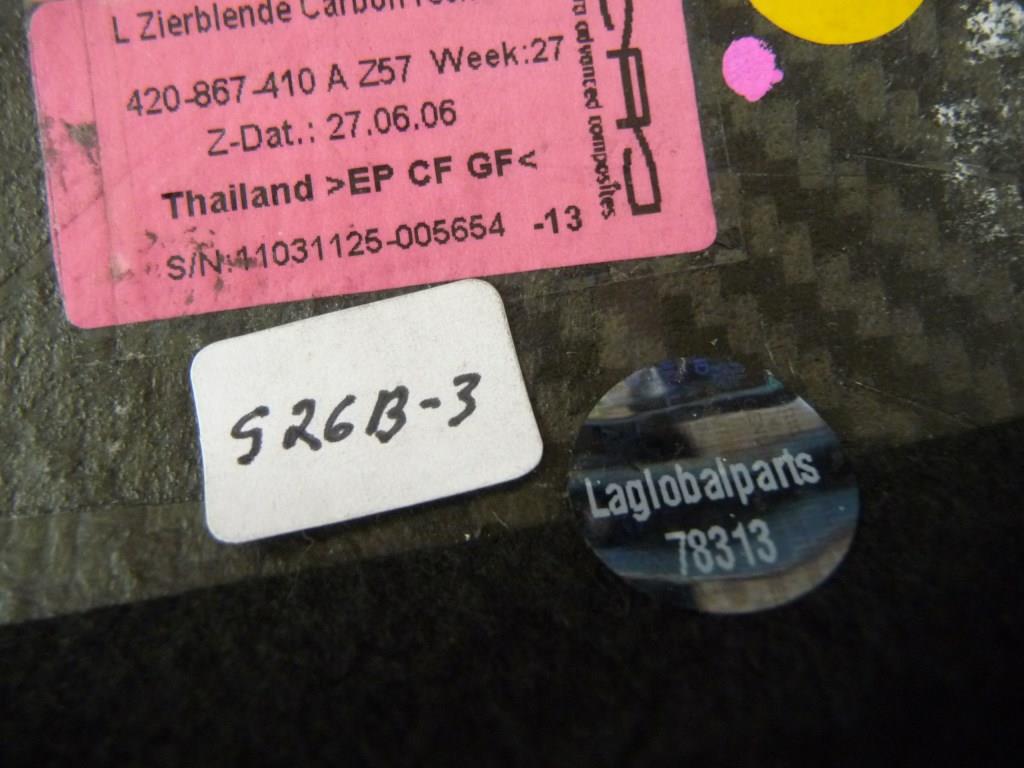 L Zierblende Carbon
420-867-410 A Z57 Week:27
Z-Dat.: 27.06.06
Thailand >EP CF GF<
S/N:11031125-005654 -13
advanced composites
S26B-3
Laglobalparts
78313